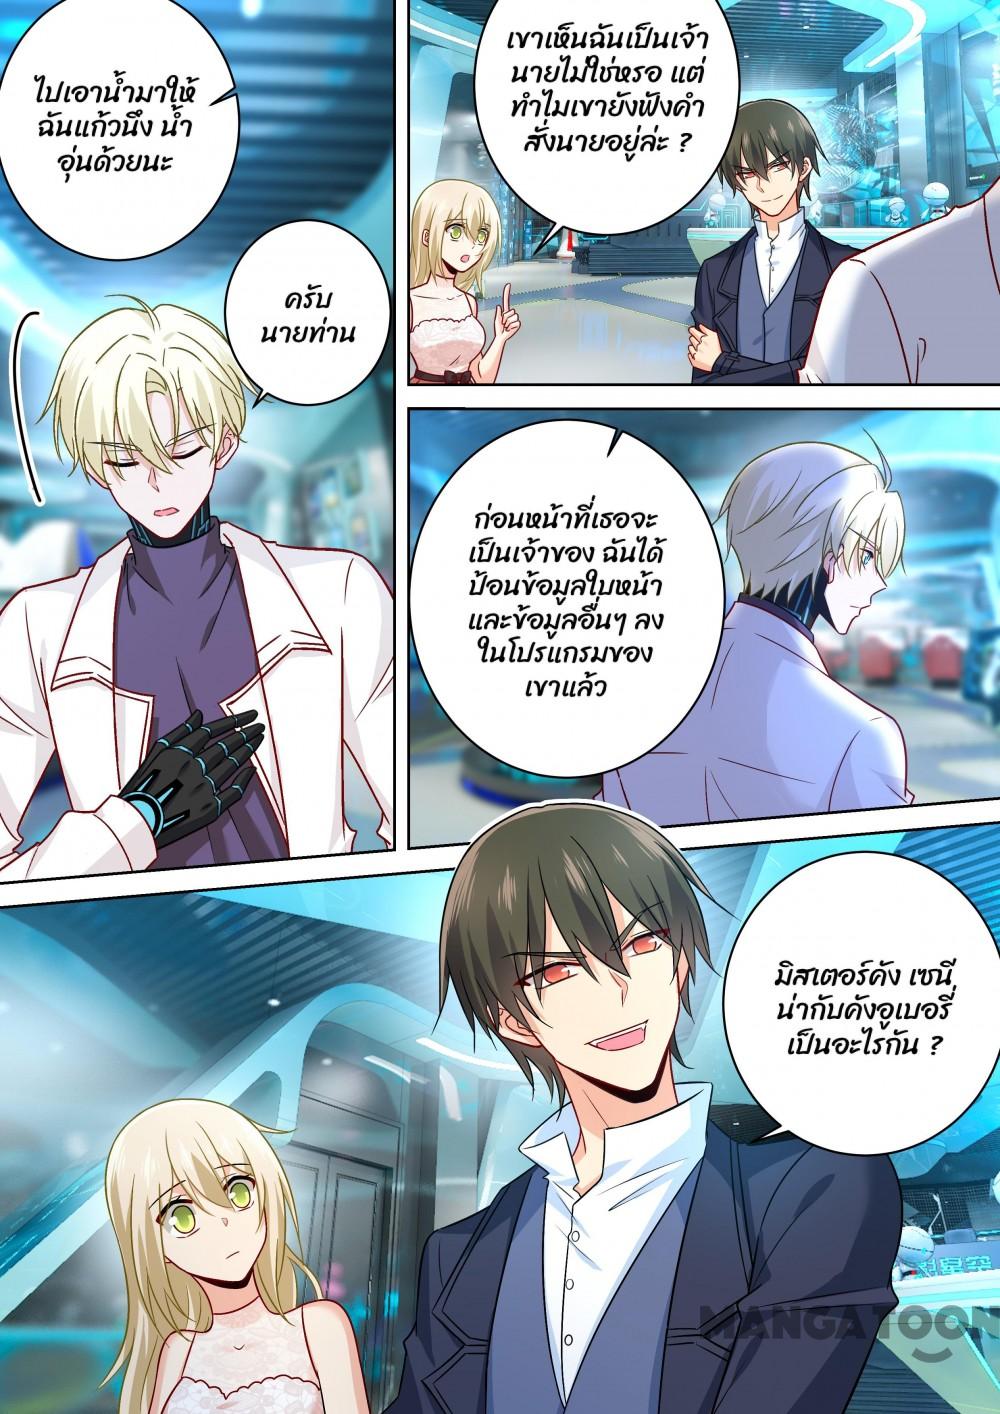 ไปเอาน้ำมาให้
ฉันแก้วนึง น้ำ
อุ่นด้วยนะ
ครับ
นายท่าน
เขาเห็นฉันเป็นเจ้า
นายไม่ใช่หรอ แต่
ทำไมเขายังฟังคำ
สั่งนายอยู่ล่ะ ?
ก่อนหน้าที่เธอจะ
เป็นเจ้าของ ฉันได้
ป้อนข้อมูลใบหน้า
และข้อมูลอื่นๆ ลง
ในโปรแกรมของ
เขาแล้ว
มิสเตอร์คัง เซนี
น่ากับคังอูเบอรี่
เป็นอะไรกัน ?
MANGATOON